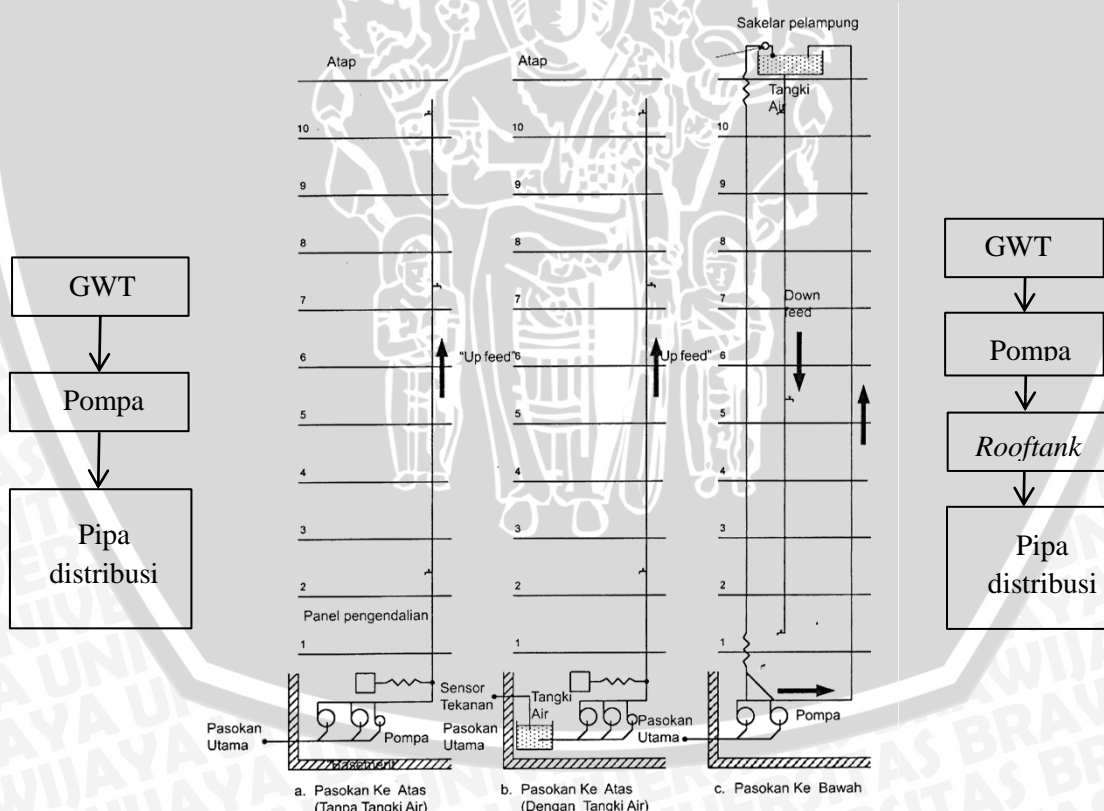 GWT
Pompa
Pipa
distribusi
Atap
10
9
8
7
6
5
4
3
2
1
"Up feed"
Panel pengendalian
Sensor
Tekanan
Pasokan
Utama
Pompa
Basement
a. Pasokan Ke Atas
(Tanpa Tangki Air)
Atap
10
9
8
7
6
5
4
3
2
1
Up feed"
Tangki
Air
Pasokan
Utama
b. Pasokan Ke Atas
(Dengan Tangki Air)
Sakelar pelampung
Tangki
Air
10
9
8
7
6
5
4
3
2
1
Down
feed
Pasokan
Utama
Pompa
c. Pasokan Ke Bawah
GWT
Pompa
Rooftank
Pipa
distribusi